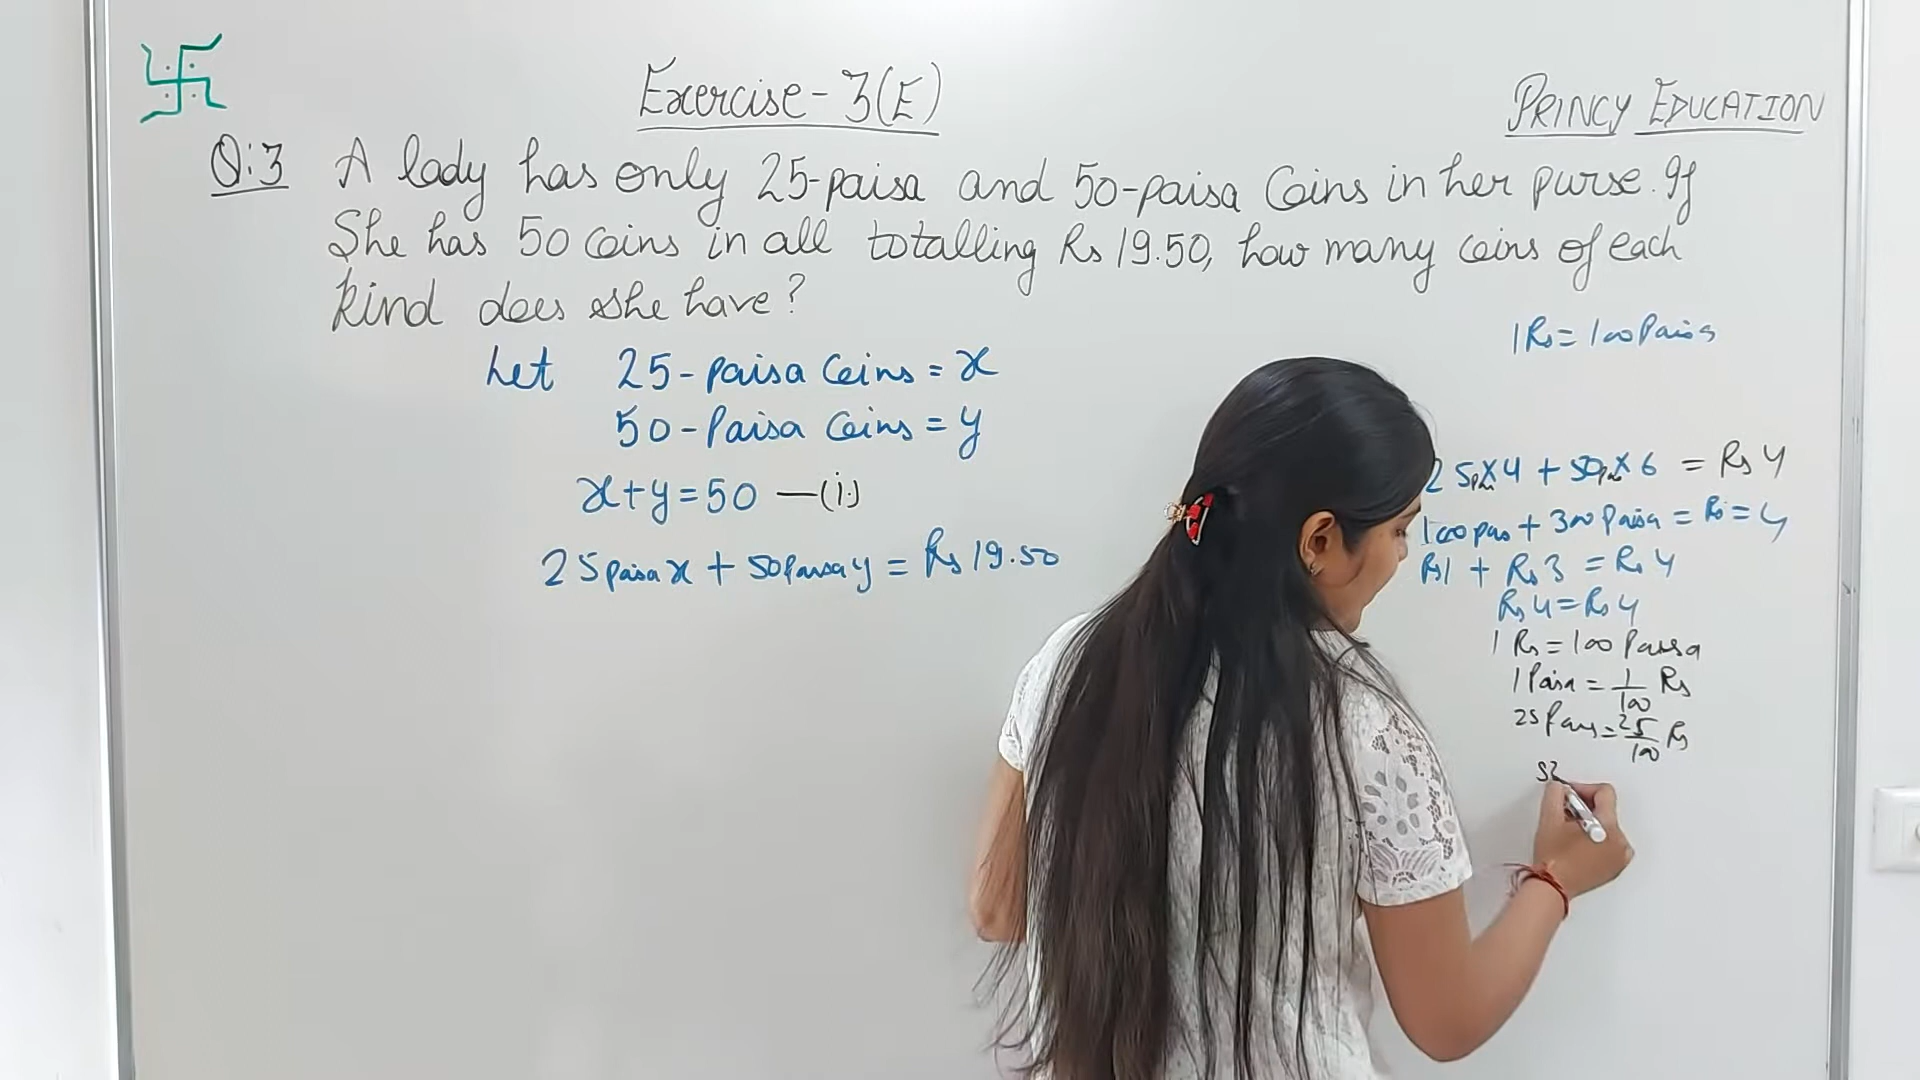 Exercise - 3(E)
PRINCY EDUCATION
Q:3 A lady has only 25-paisa and 50-paisa Coins in her purse. If
She has 50 coins in all totalling Rs 19.50, how many coins of each
kind does she have?
1 Rs = 100 Paisa
Let 25-paisa Coins = x
50-Paisa Coins = y
x+y=50 —(i)
25 paisa x + 50 Paisa y = Rs 19.50
25 × 4 + 50 × 6 = Rs 4
100 pais + 300 Paisa = Rs = 4
Rs 1 + Rs 3 = Rs 4
Rs 4 = Rs 4
1 Rs = 100 Paisa
1 Paisa = 1/100 Rs
25 Pais = 25/100 Rs